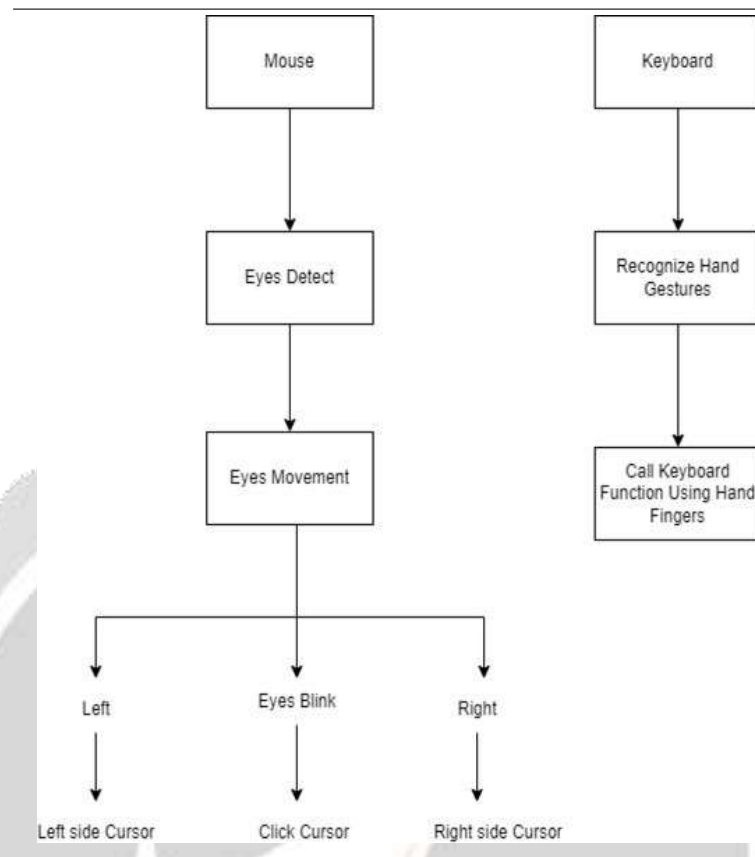 Mouse
Keyboard
Eyes Detect
Recognize Hand
Gestures
Eyes Movement
Call Keyboard
Function Using Hand
Fingers
Left
Eyes Blink
Right
Left side Cursor
Click Cursor
Right side Cursor